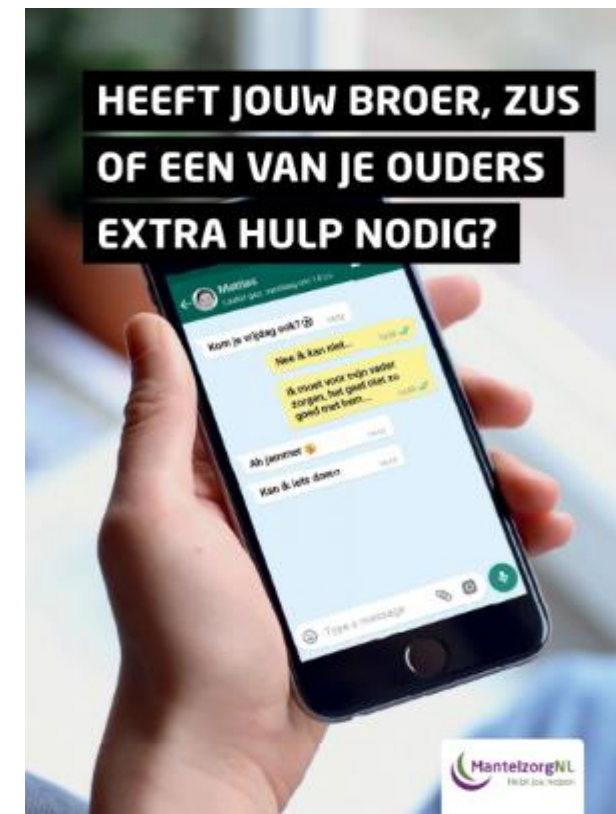 HEEFT JOUW BROER, ZUS
OF EEN VAN JE OUDERS
EXTRA HULP NODIG?
Mattias
Kom je vrijdag ook?
Nee ik kan niet...
Ik moet voor mijn vader
zorgen, het gaat niet zo
goed met hem...
Ah jammer
Kan ik iets doen?
Type a message
MantelzorgNL